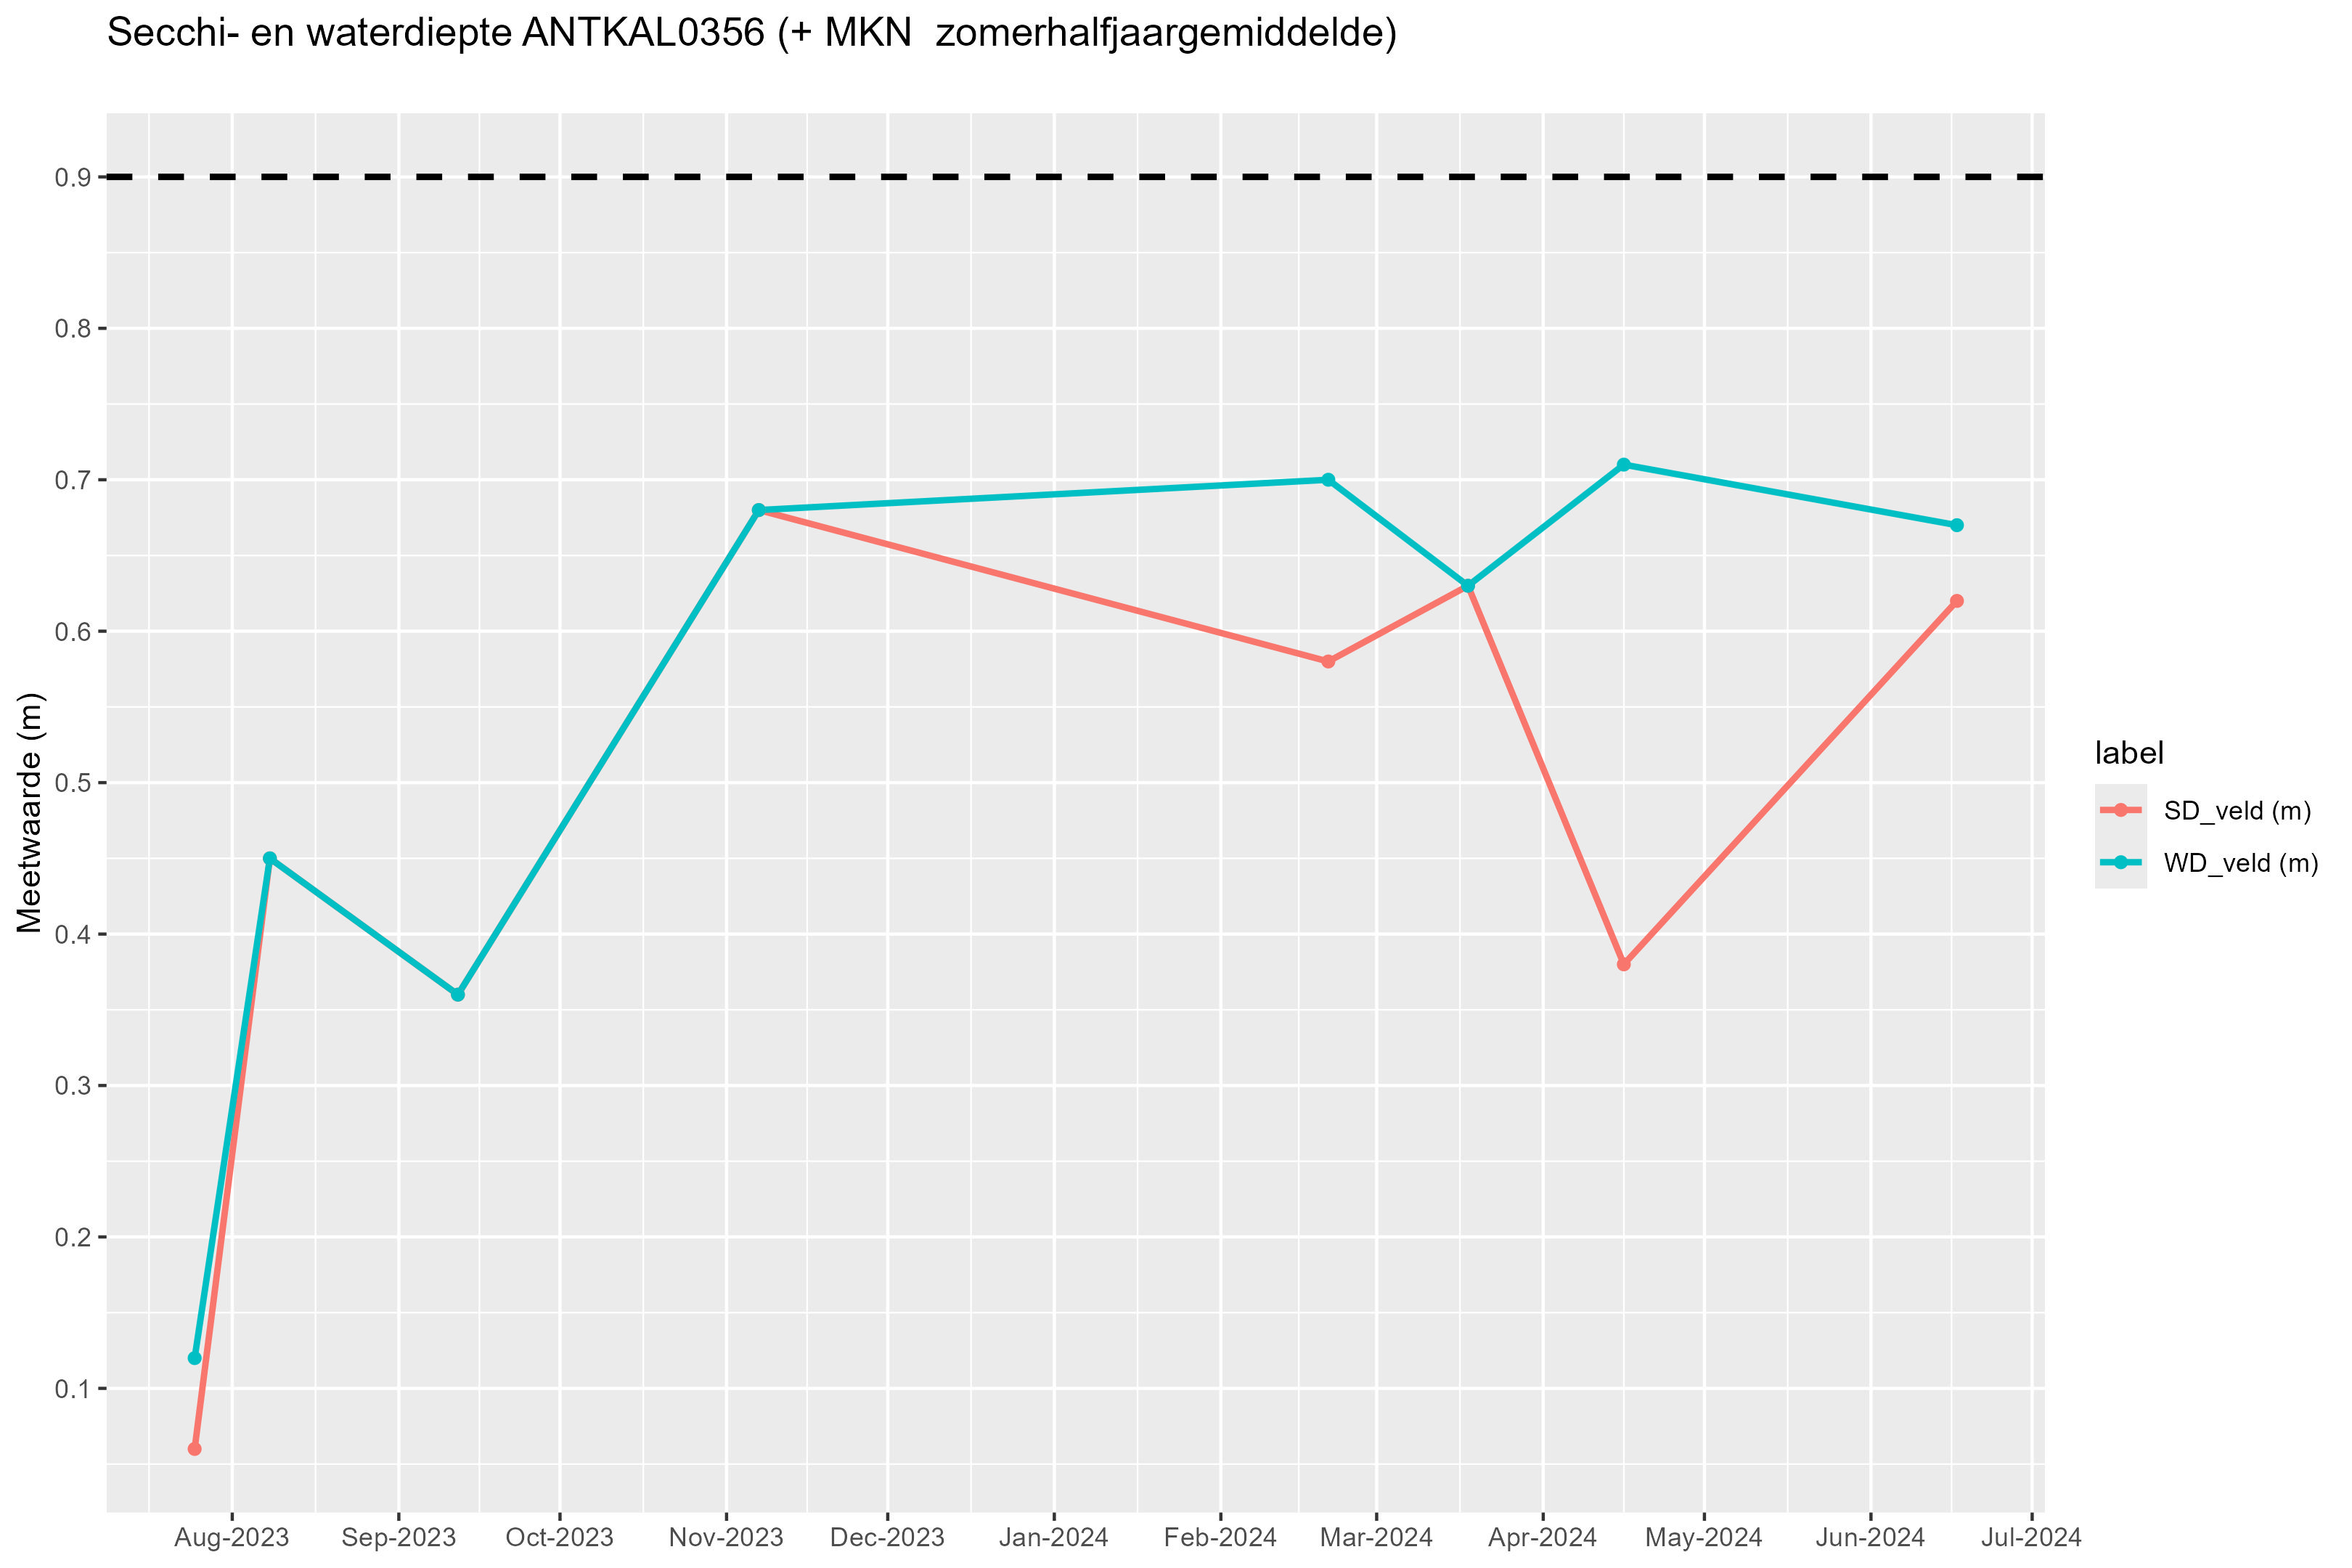 Secchi- en waterdiepte ANTKAL0356 (+ MKN  zomerhalfjaargemiddelde)
Meetwaarde (m)
0.9
0.8
0.7
0.6
0.5
0.4
0.3
0.2
0.1
Aug-2023 Sep-2023 Oct-2023 Nov-2023 Dec-2023 Jan-2024 Feb-2024 Mar-2024 Apr-2024 May-2024 Jun-2024 Jul-2024
label
SD_veld (m)
WD_veld (m)